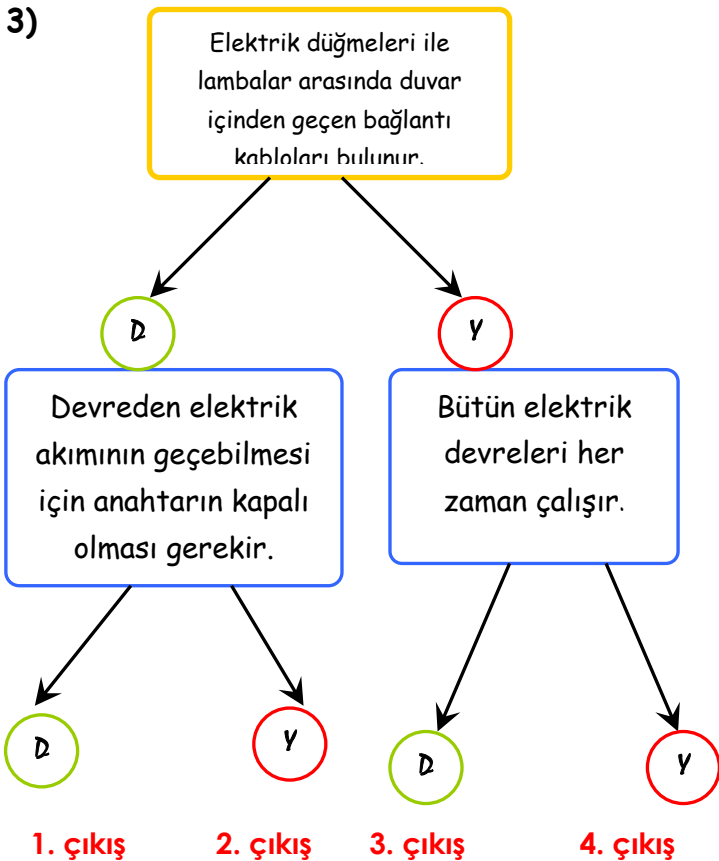 3)
Elektrik düğmeleri ile
lambalar arasında duvar
içinden geçen bağlantı
kabloları bulunur.
D
Y
Devreden elektrik
akımının geçebilmesi
için anahtarın kapalı
olması gerekir.
Bütün elektrik
devreleri her
zaman çalışır.
D
Y
D
Y
1. çıkış
2. çıkış
3. çıkış
4. çıkış